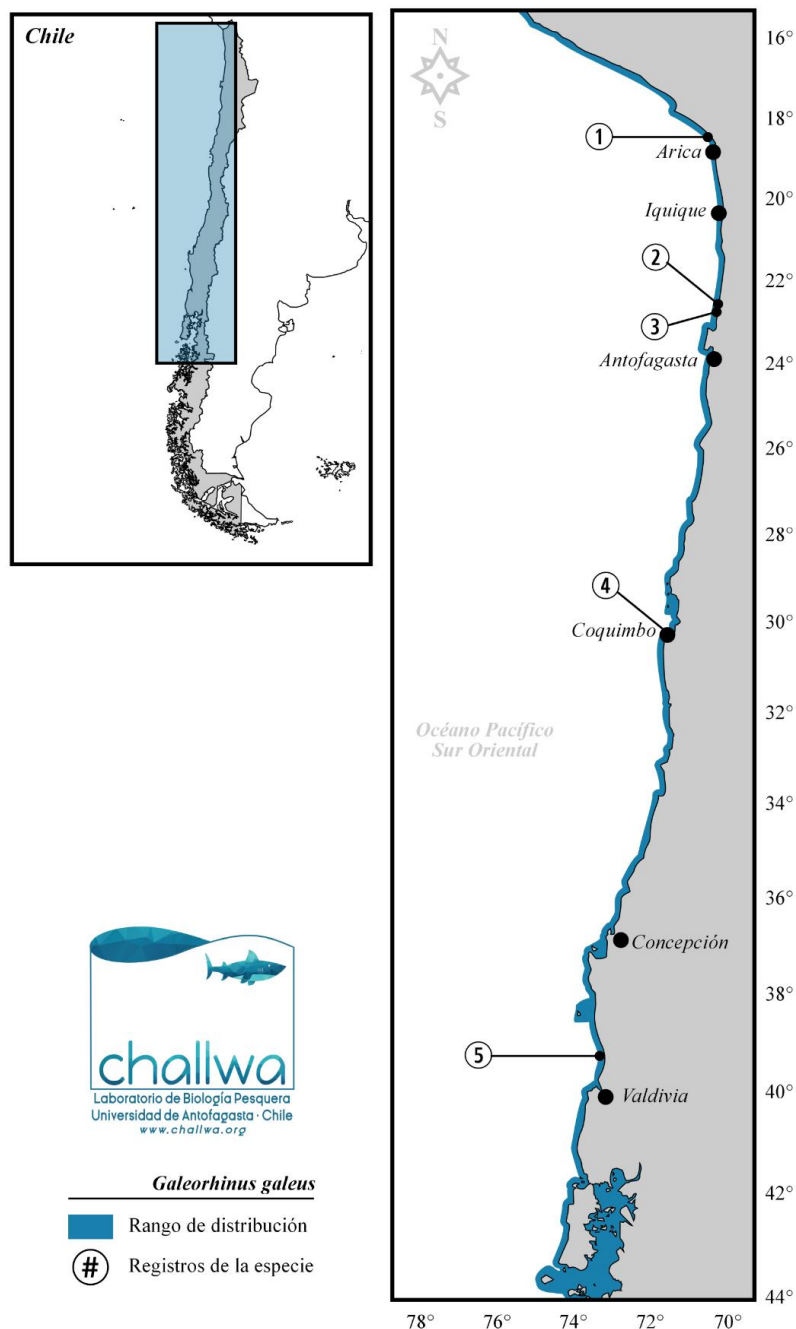 Chile
N
S
16°
18°
20°
22°
24°
26°
28°
30°
32°
34°
36°
38°
40°
42°
44°
1
Arica
Iquique
2
3
Antofagasta
4
Coquimbo
Océano Pacífico
Sur Oriental
Concepción
5
Valdivia
78°
76°
74°
72°
70°
challwa
Laboratorio de Biología Pesquera
Universidad de Antofagasta · Chile
www.challwa.org
Galeorhinus galeus
Rango de distribución
# Registros de la especie